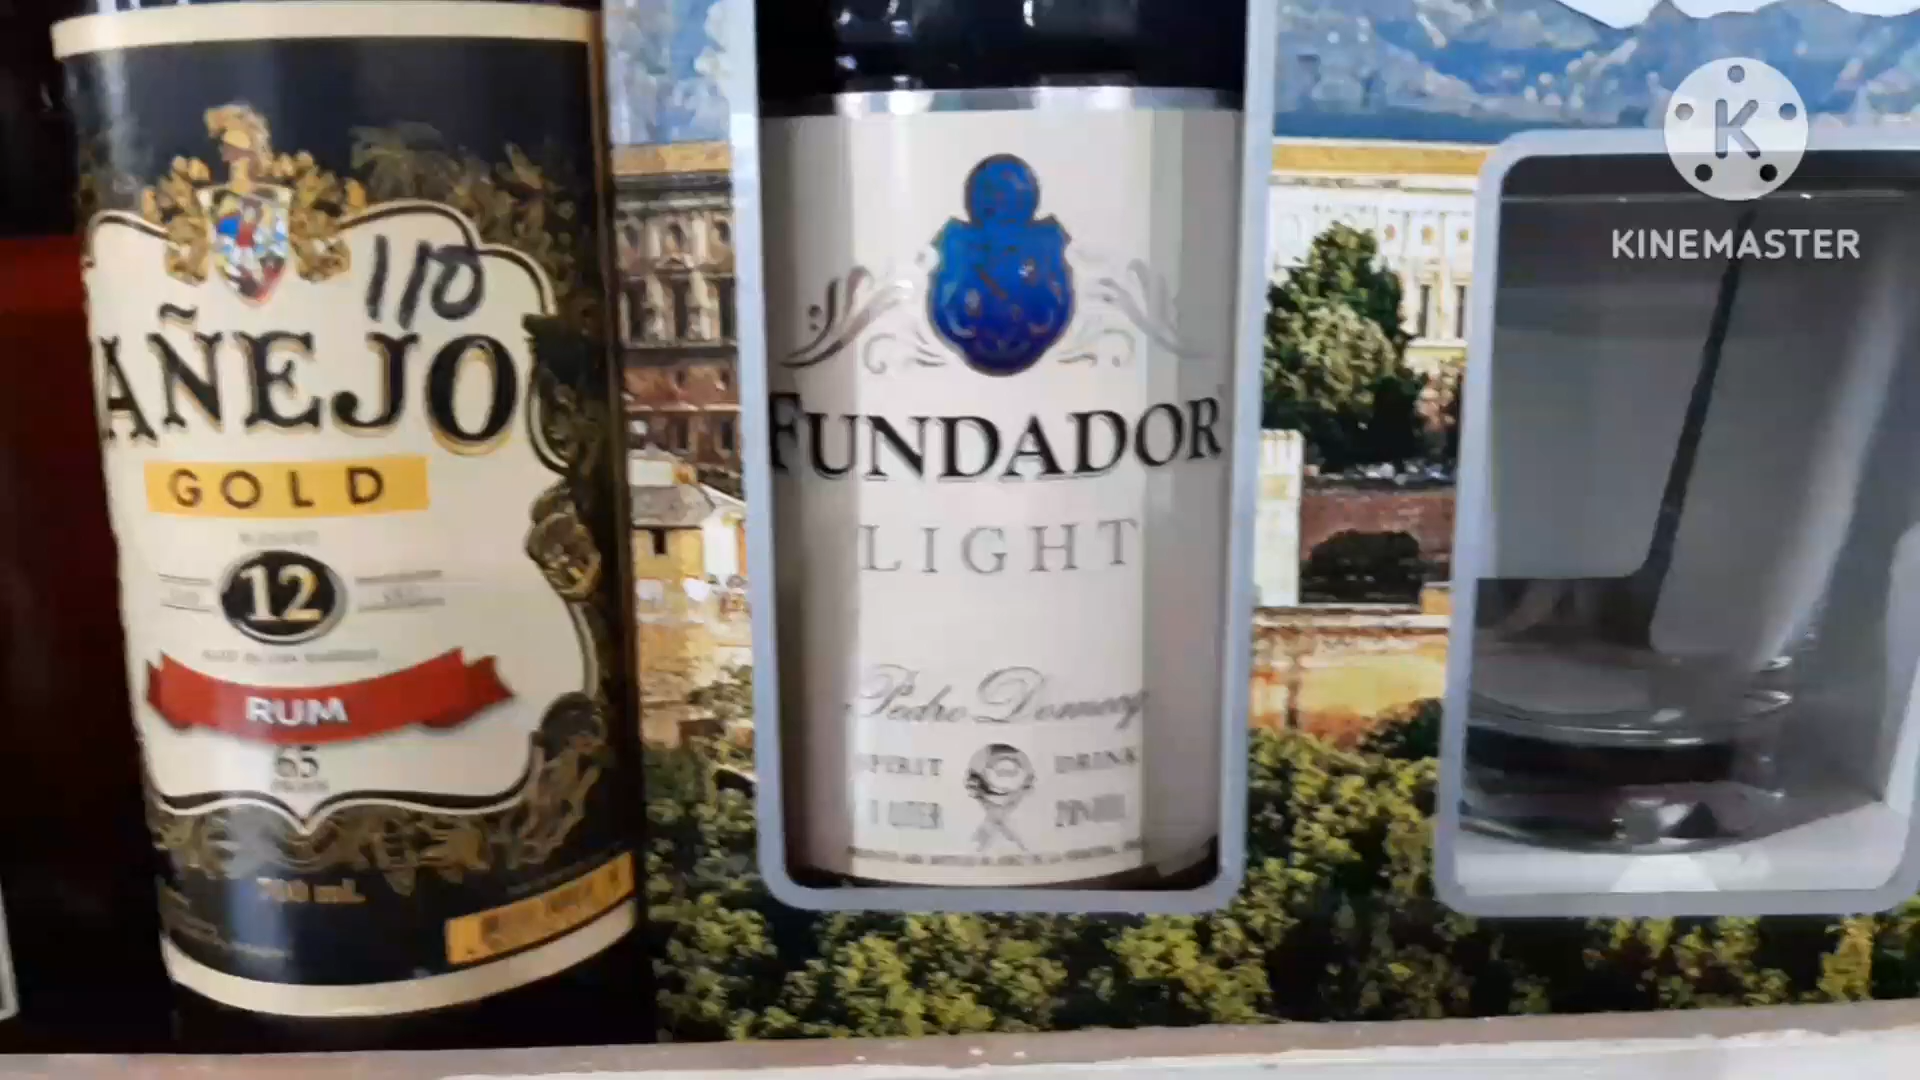 110
AÑEJO
GOLD
12
RUM
65
700 mL
FUNDADOR
LIGHT
Pedro Domecq
SPIRIT DRINK
1 LITER
K
KINEMASTER